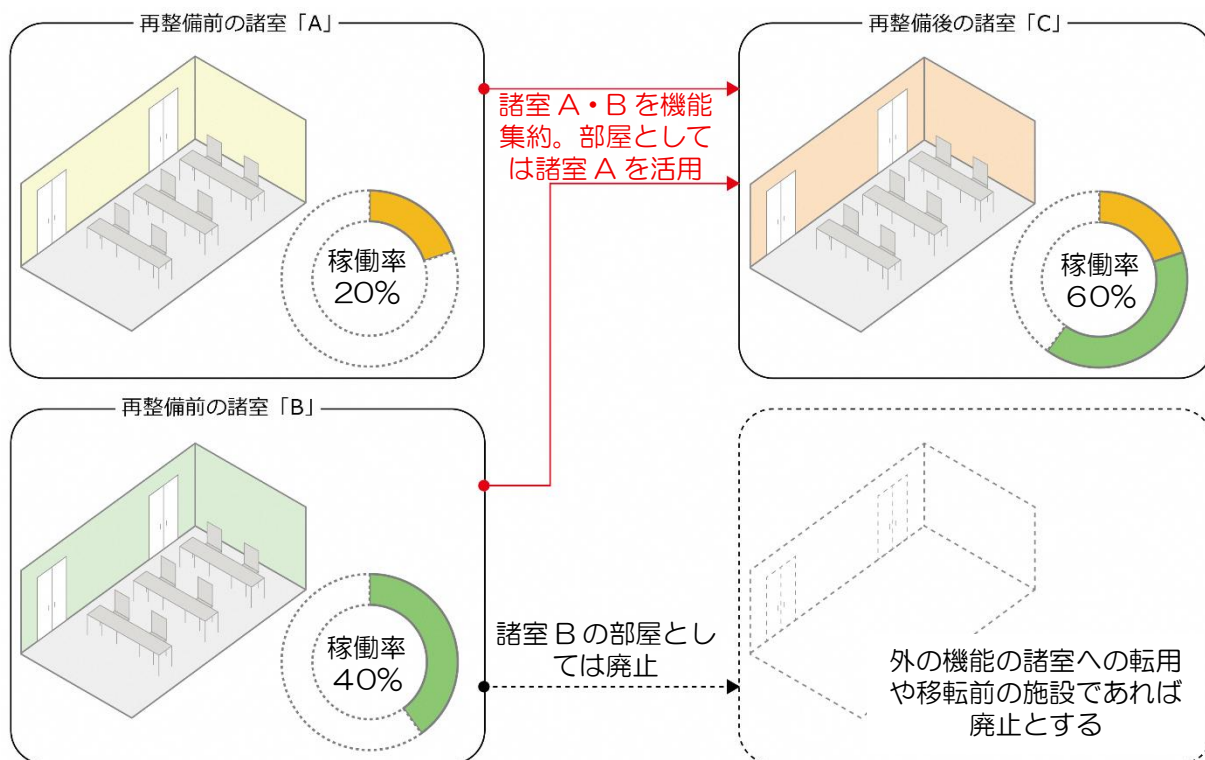 再整備前の諸室「A」
稼働率
20%
諸室A・Bを機能
集約。部屋として
は諸室Aを活用
再整備後の諸室「C」
稼働率
60%
再整備前の諸室「B」
稼働率
40%
諸室Bの部屋とし
ては廃止
外の機能の諸室への転用
や移転前の施設であれば
廃止とする